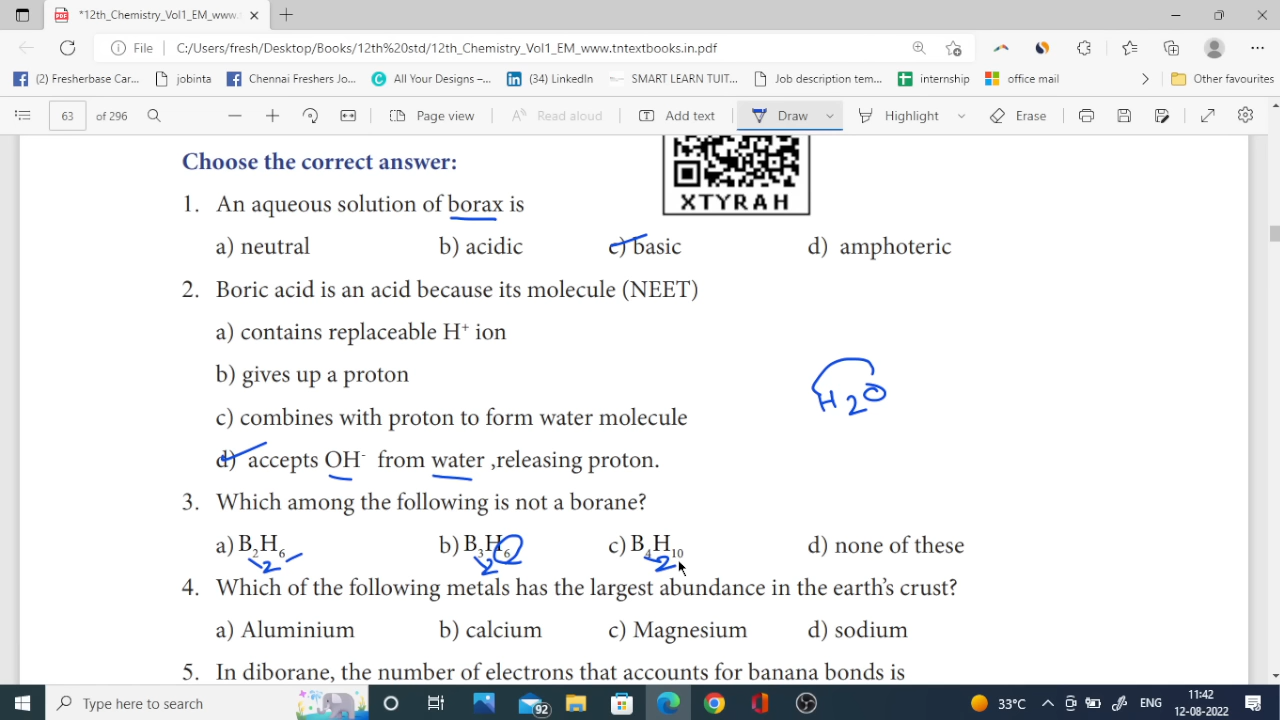 *12th_Chemistry_Vol1_EM_www.
File C:/Users/fresh/Desktop/Books/12th%20std/12th_Chemistry_Vol1_EM_www.tntextbooks.in.pdf
(2) Fresherbase Car... jobinta Chennai Freshers Jo... All Your Designs –... (34) LinkedIn SMART LEARN TUIT... Job description tem... internship office mail Other favourites
63 of 296 Page view Read aloud Add text Draw Highlight Erase
Choose the correct answer:
XTYRAH
1. An aqueous solution of borax is
a) neutral b) acidic c) basic d) amphoteric
2. Boric acid is an acid because its molecule (NEET)
a) contains replaceable H⁺ ion
b) gives up a proton
H2O
c) combines with proton to form water molecule
d) accepts OH⁻ from water ,releasing proton.
3. Which among the following is not a borane?
a) B₂H₆ b) B₃H₆ c) B₄H₁₀ d) none of these
2 2 2
4. Which of the following metals has the largest abundance in the earth's crust?
a) Aluminium b) calcium c) Magnesium d) sodium
5. In diborane, the number of electrons that accounts for banana bonds is
Type here to search 92 33°C ENG 11:42
12-08-2022